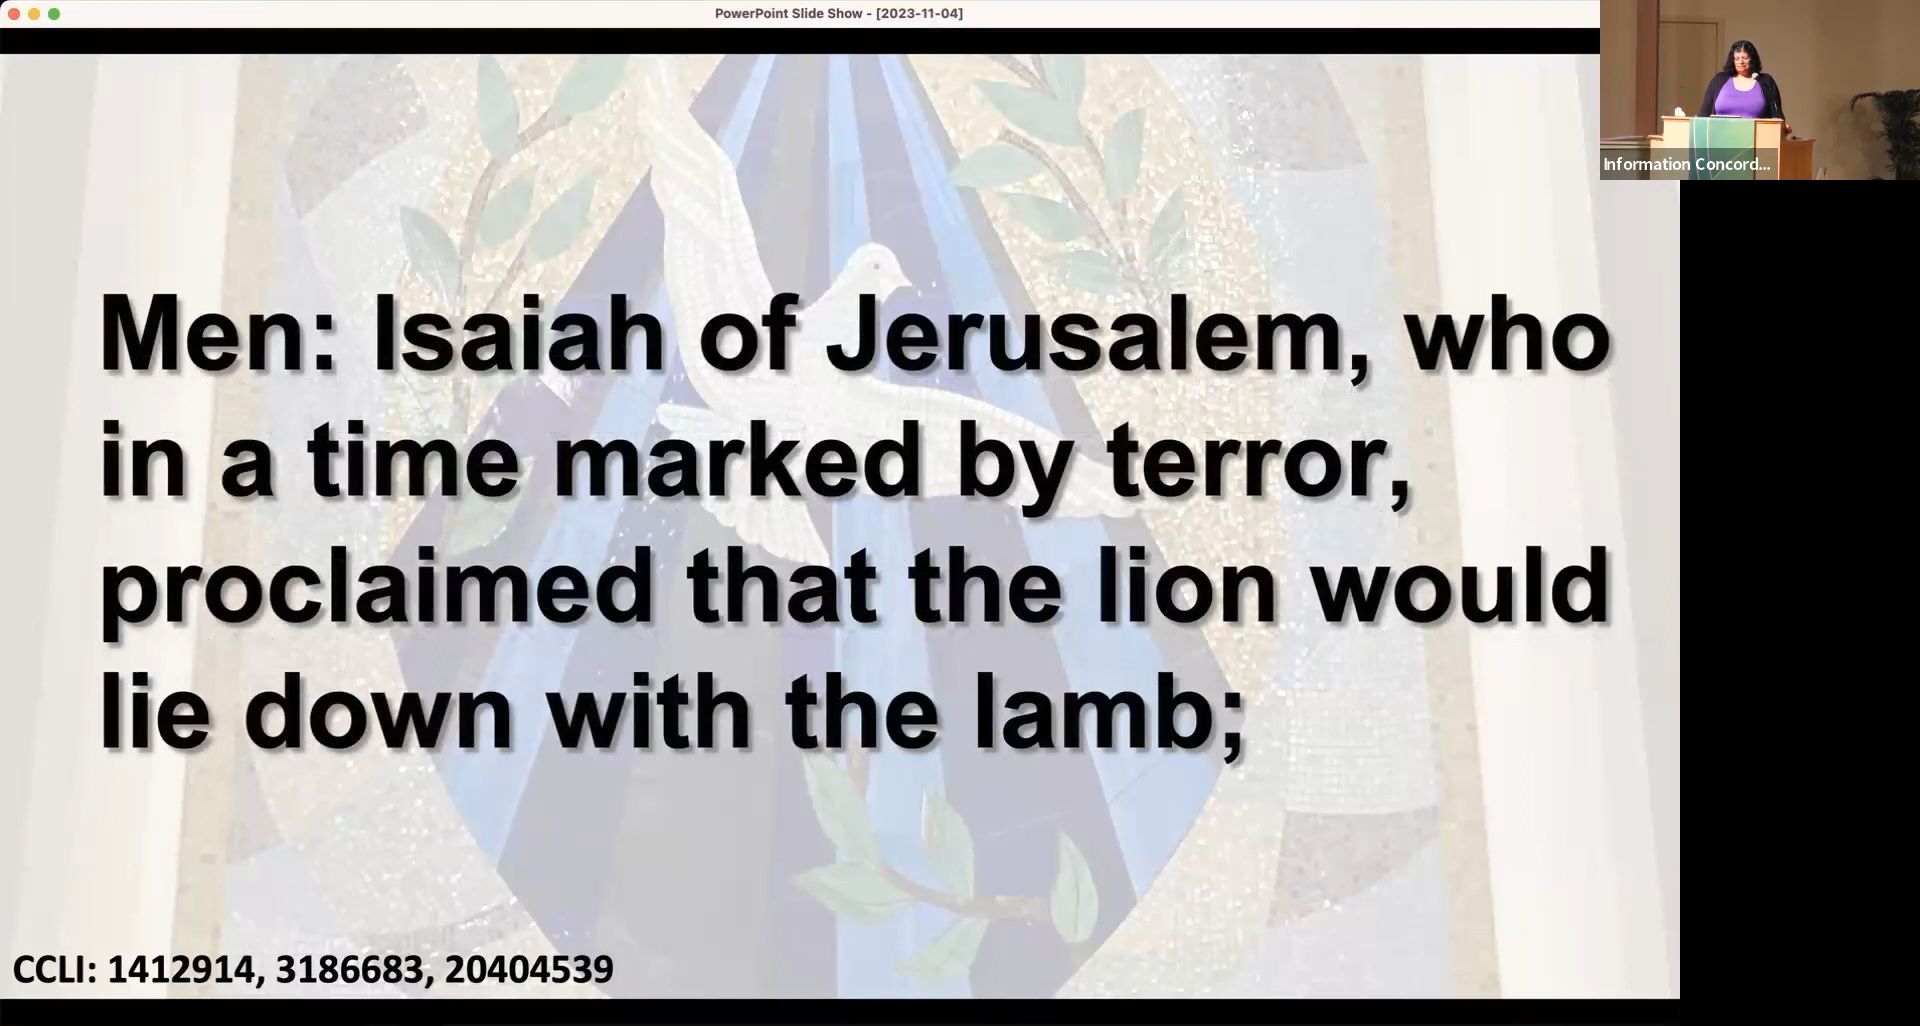 PowerPoint Slide Show - [2023-11-04]
Information Concord...
Men: Isaiah of Jerusalem, who
in a time marked by terror,
proclaimed that the lion would
lie down with the lamb;
CCLI: 1412914, 3186683, 20404539